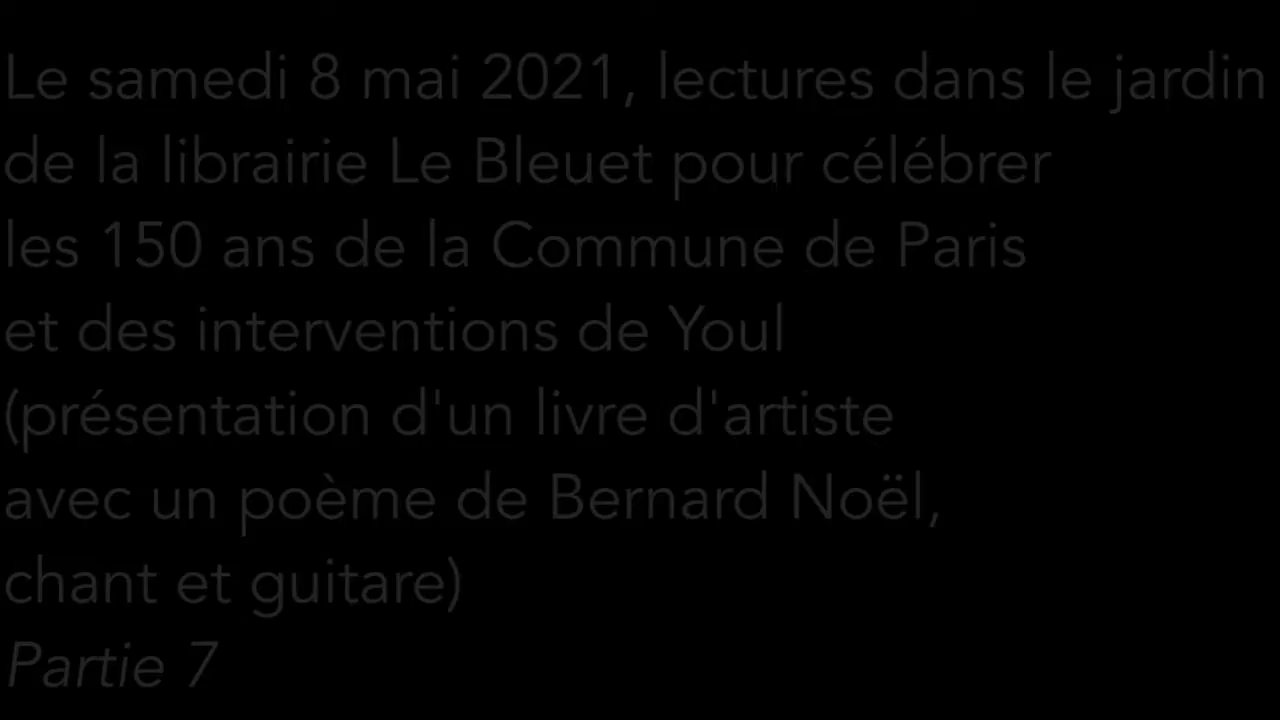 Le samedi 8 mai 2021, lectures dans le jardin
de la librairie Le Bleuet pour célébrer
les 150 ans de la Commune de Paris
et des interventions de Youl
(présentation d'un livre d'artiste
avec un poème de Bernard Noël,
chant et guitare)
Partie 7